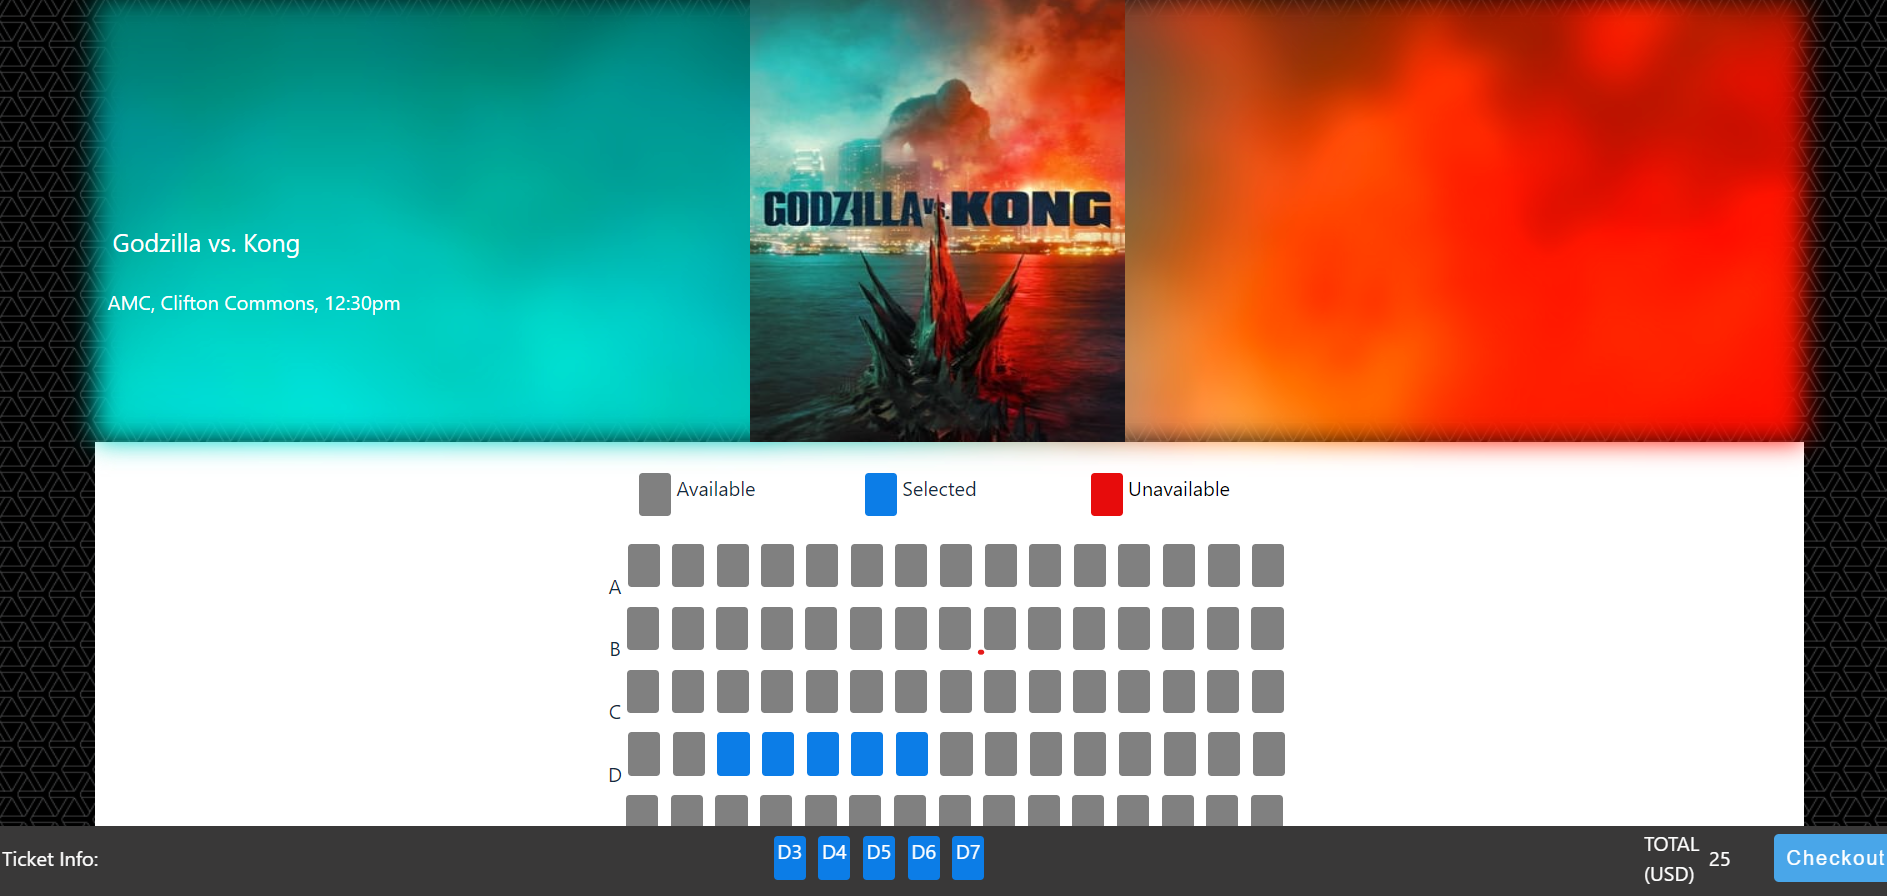 GODZILLA vs. KONG
Godzilla vs. Kong
AMC, Clifton Commons, 12:30pm
Available
Selected
Unavailable
A
B
C
D
Ticket Info:
D3 D4 D5 D6 D7
TOTAL
(USD)
25
Checkout